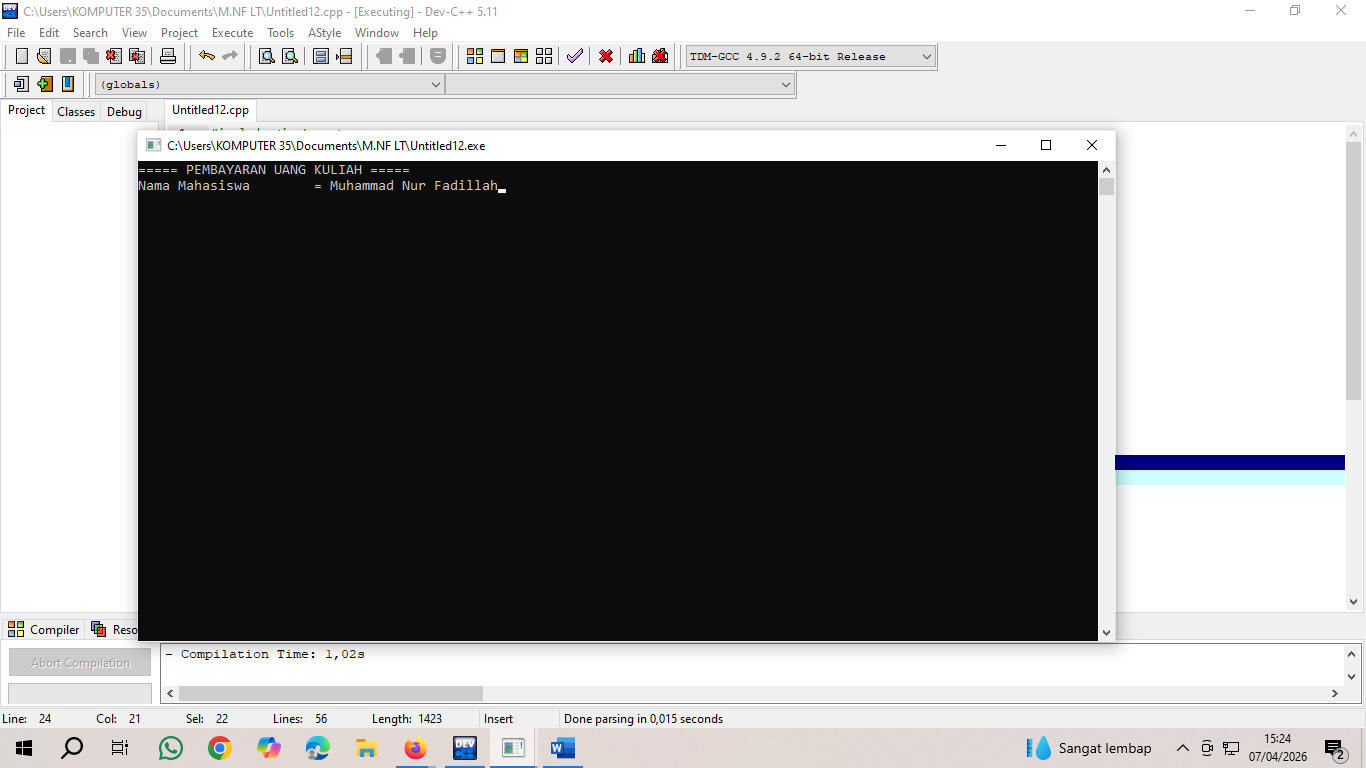 C:\Users\KOMPUTER 35\Documents\M.NF LT\Untitled12.cpp - [Executing] - Dev-C++ 5.11
File Edit Search View Project Execute Tools AStyle Window Help
TDM-GCC 4.9.2 64-bit Release
(globals)
Project Classes Debug
Untitled12.cpp
C:\Users\KOMPUTER 35\Documents\M.NF LT\Untitled12.exe
===== PEMBAYARAN UANG KULIAH =====
Nama Mahasiswa = Muhammad Nur Fadillah
Compiler Reso
Abort Compilation
- Compilation Time: 1,02s
Line: 24 Col: 21 Sel: 22 Lines: 56 Length: 1423 Insert Done parsing in 0,015 seconds
Sangat lembap
15:24
07/04/2026
2